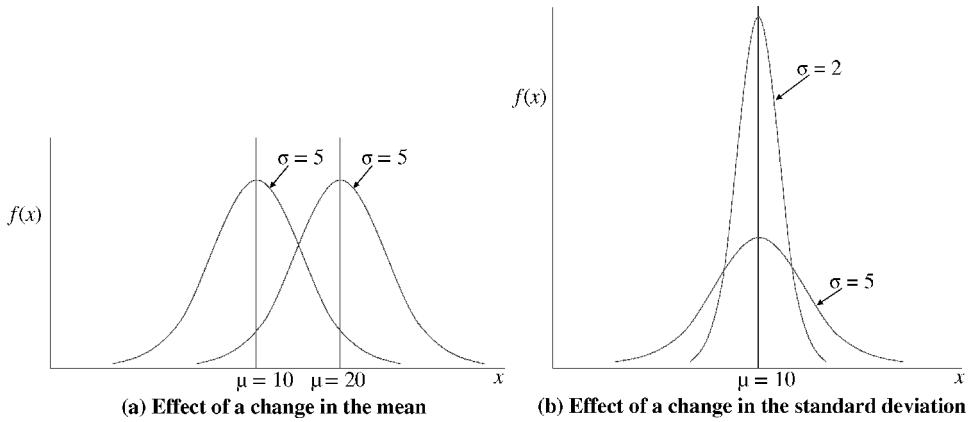 f(x)
σ = 5
σ = 5
μ = 10
μ = 20
x
(a) Effect of a change in the mean
f(x)
σ = 2
σ = 5
μ = 10
x
(b) Effect of a change in the standard deviation